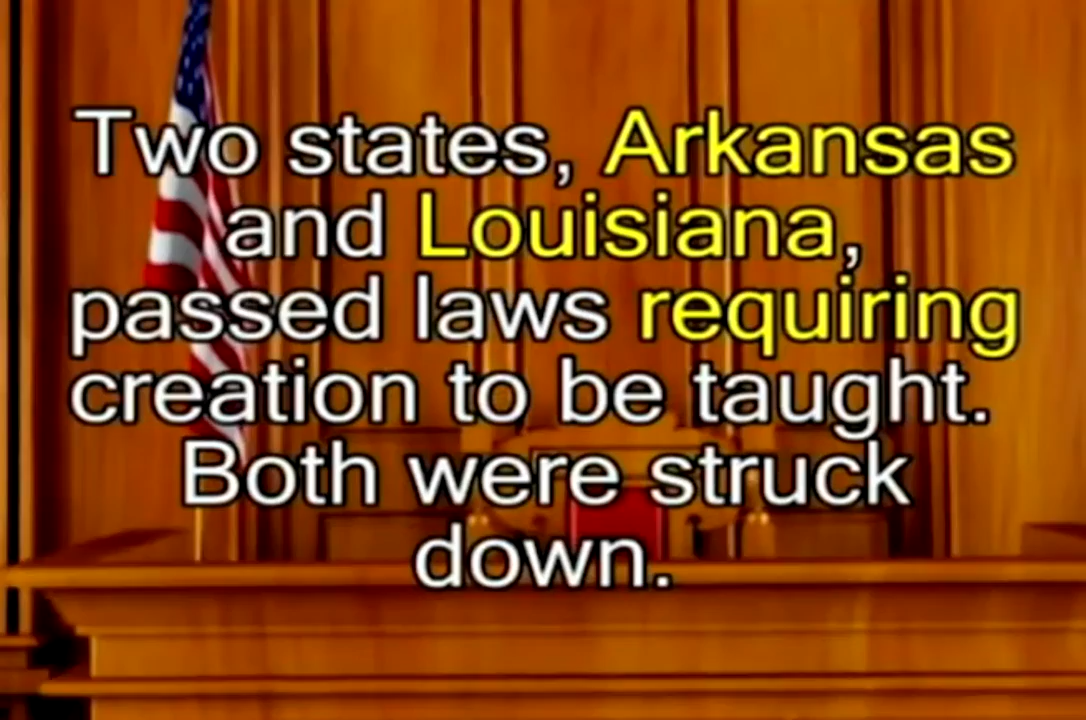 Two states, Arkansas
and Louisiana,
passed laws requiring
creation to be taught.
Both were struck
down.